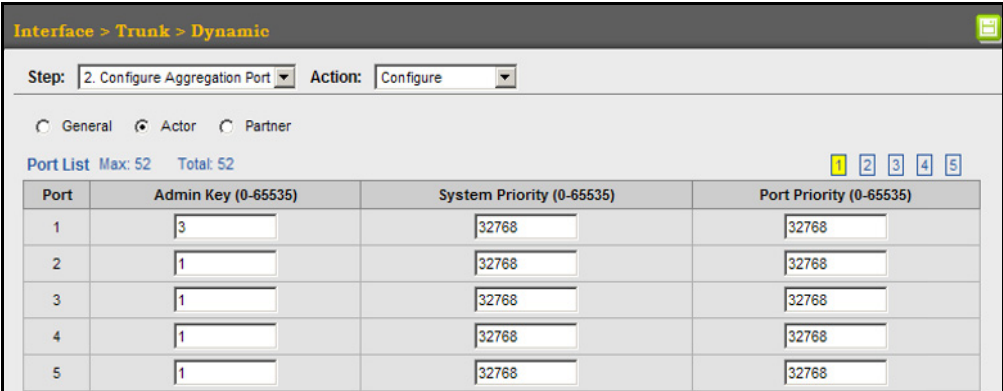 Interface > Trunk > Dynamic
Step: 2. Configure Aggregation Port Action: Configure
General Actor Partner
Port List Max: 52 Total: 52 1 2 3 4 5
Port Admin Key (0-65535) System Priority (0-65535) Port Priority (0-65535)
1 3 32768 32768
2 1 32768 32768
3 1 32768 32768
4 1 32768 32768
5 1 32768 32768